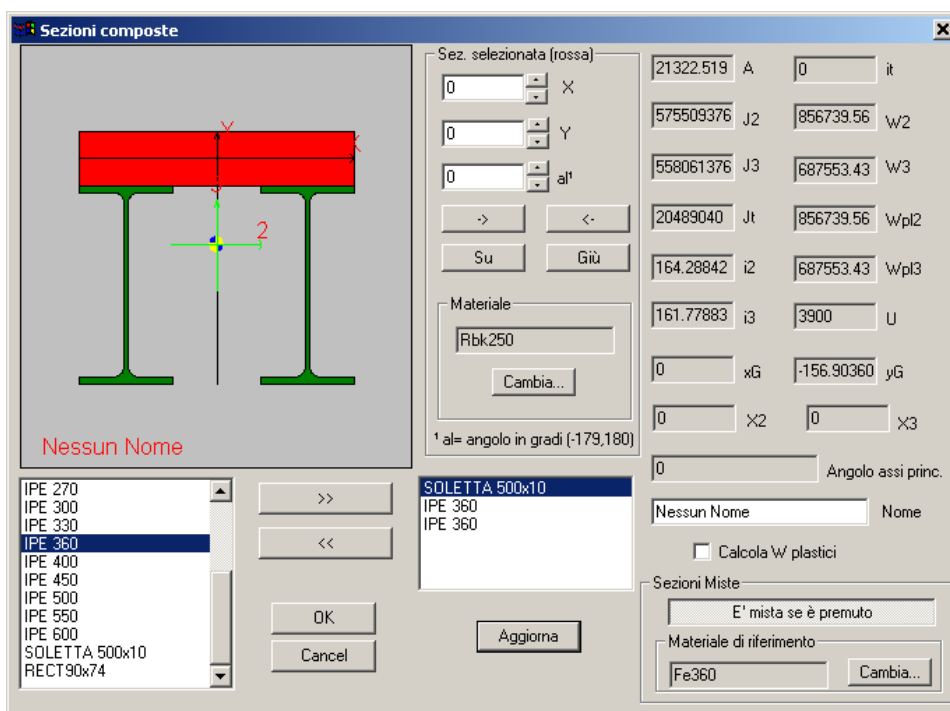 Sezioni composte
Y
X
2
Nessun Nome
Sez. selezionata (rossa)
0 X
0 Y
0 al¹
-> <-
Su Giù
Materiale
Rbk250
Cambia...
¹ al= angolo in gradi (-179,180)
21322.519 A 0 it
575509376 J2 856739.56 W2
558061376 J3 687553.43 W3
20489040 Jt 856739.56 Wpl2
164.28842 i2 687553.43 Wpl3
161.77883 i3 3900 U
0 xG -156.90360 yG
0 X2 0 X3
0 Angolo assi princ.
Nessun Nome Nome
Calcola W plastici
Sezioni Miste
E' mista se è premuto
Materiale di riferimento
Fe360 Cambia...
IPE 270
IPE 300
IPE 330
IPE 360
IPE 400
IPE 450
IPE 500
IPE 550
IPE 600
SOLETTA 500x10
RECT90x74
>>
<<
OK
Cancel
SOLETTA 500x10
IPE 360
IPE 360
Aggiorna